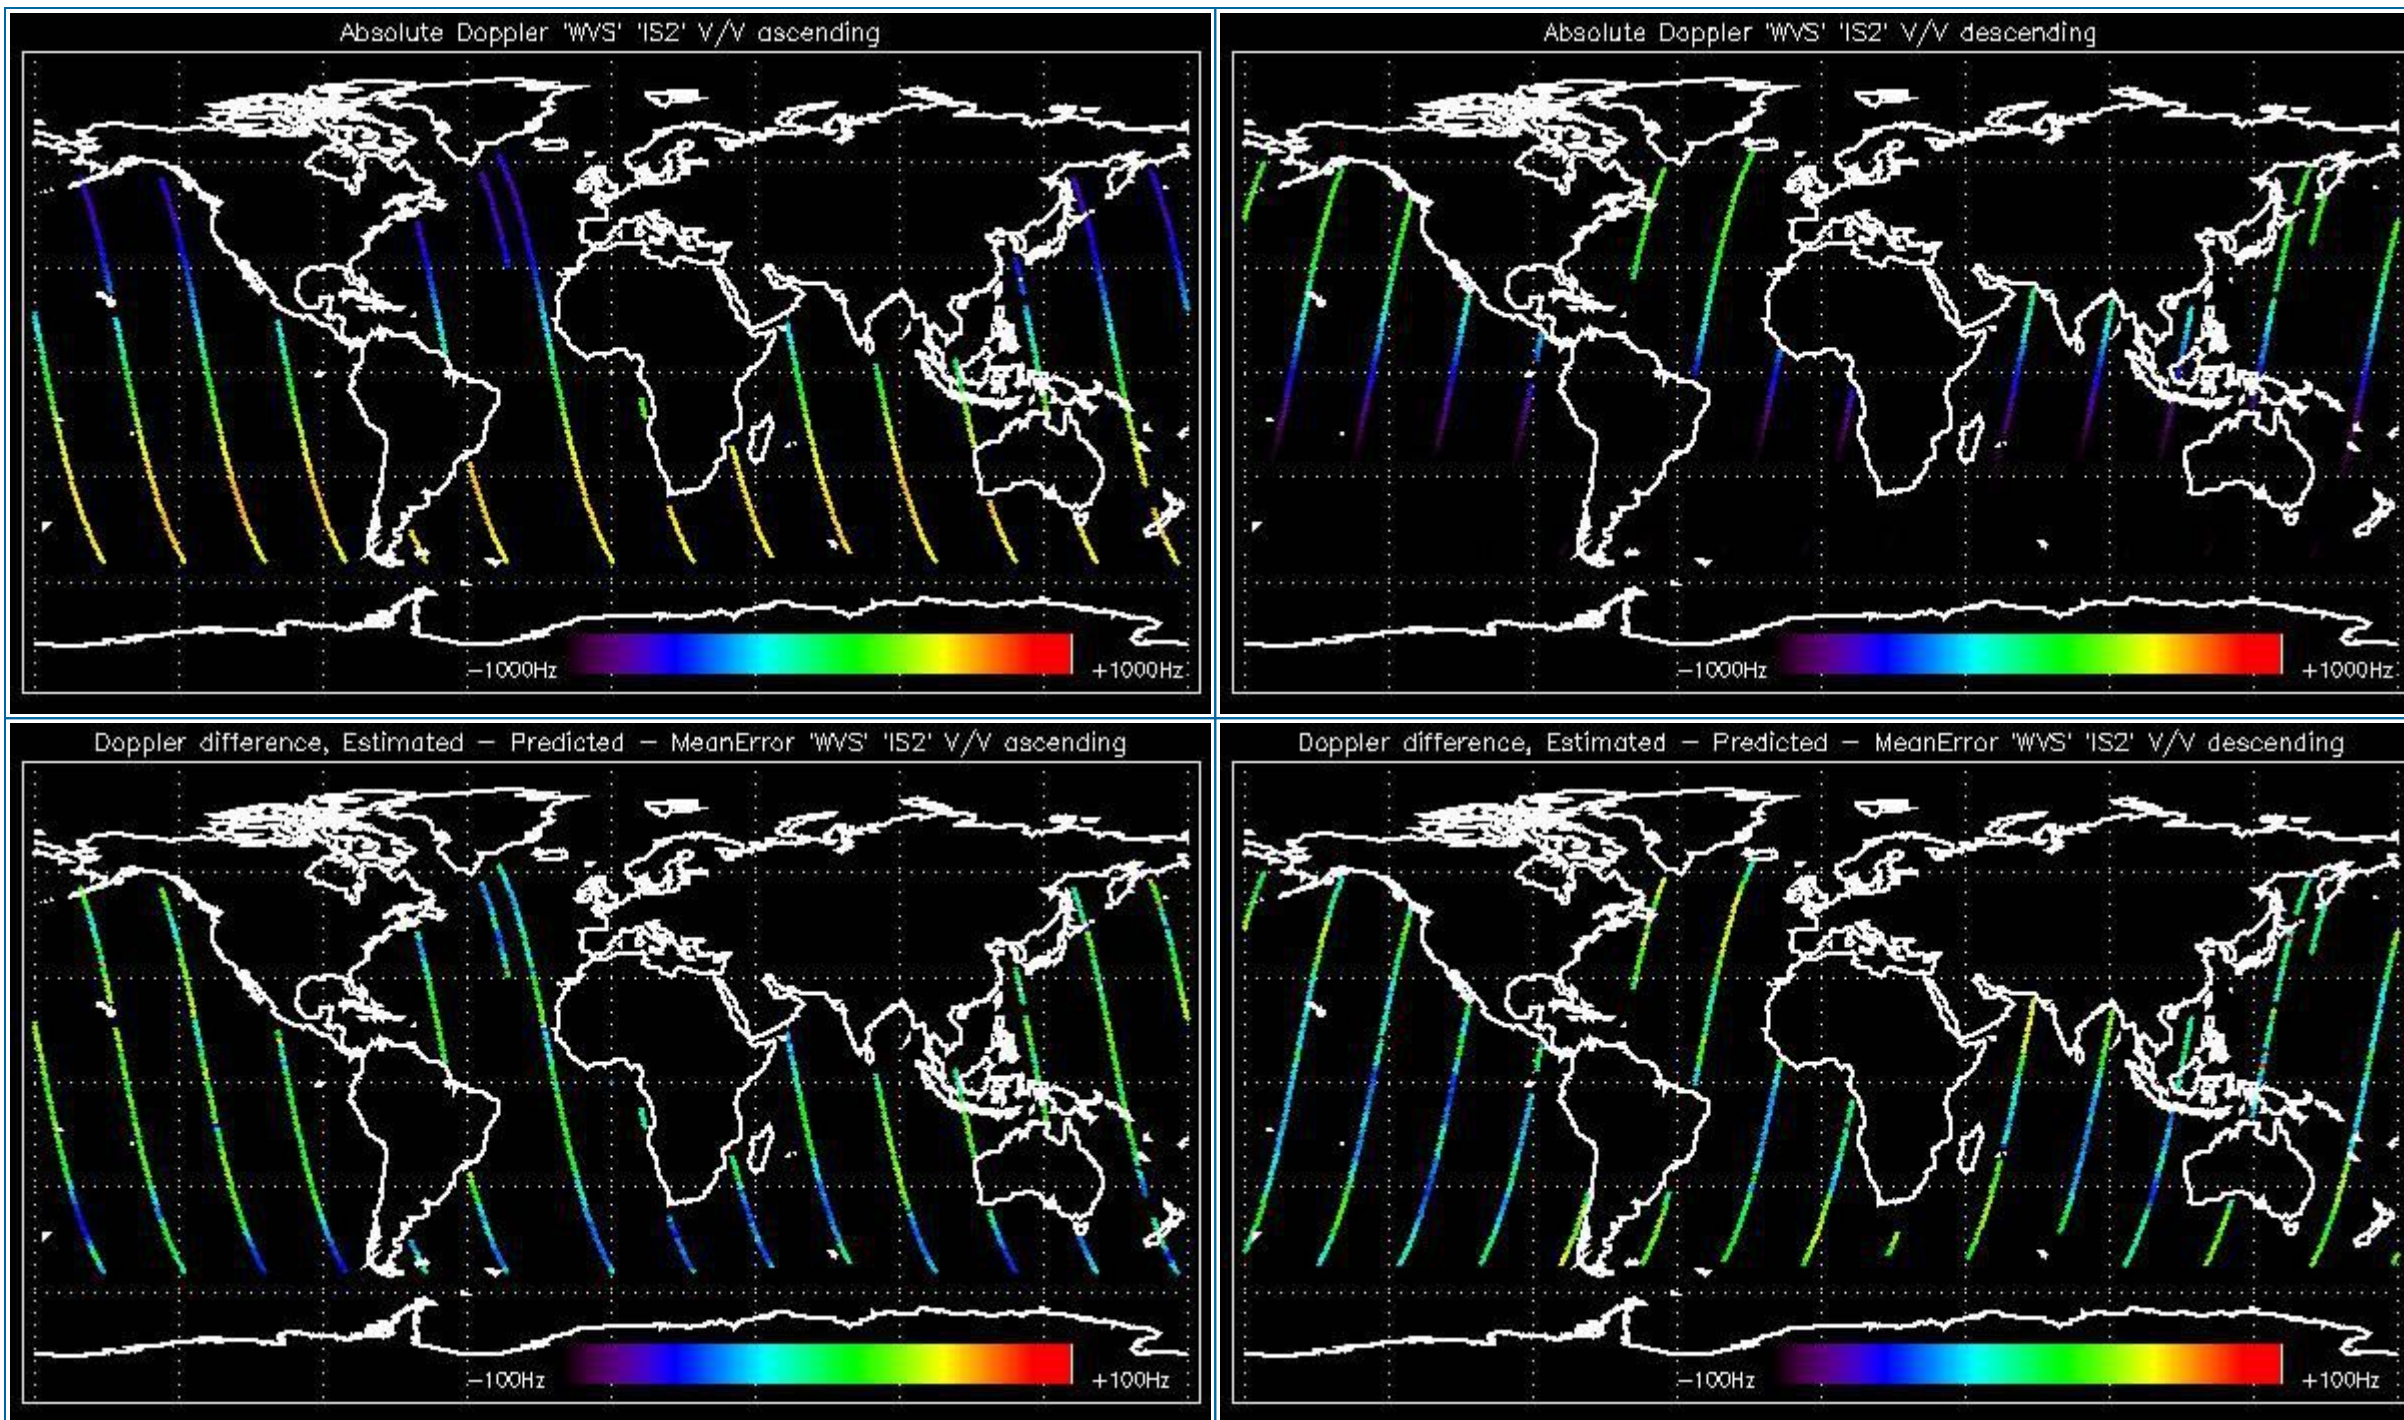 Absolute Doppler 'WVS' 'IS2' V/V ascending
-1000Hz
+1000Hz
Absolute Doppler 'WVS' 'IS2' V/V descending
-1000Hz
+1000Hz
Doppler difference, Estimated - Predicted - MeanError 'WVS' 'IS2' V/V ascending
-100Hz
+100Hz
Doppler difference, Estimated - Predicted - MeanError 'WVS' 'IS2' V/V descending
-100Hz
+100Hz